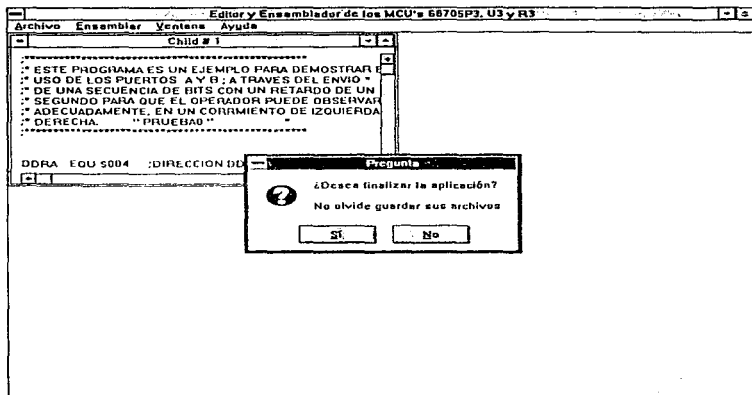 Editor y Ensamblador de los MCU's 68705P3, U3 y R3
Archivo Ensamblar Ventana Ayuda
Child # 1
;*******************************************************
;* ESTE PROGRAMA ES UN EJEMPLO PARA DEMOSTRAR E
;* USO DE LOS PUERTOS A Y B ; A TRAVES DEL ENVIO *
;* DE UNA SECUENCIA DE BITS CON UN RETARDO DE UN
;* SEGUNDO PARA QUE EL OPERADOR PUEDE OBSERVAR
;* ADECUADAMENTE, EN UN CORRMIENTO DE IZQUIERDA
;* DERECHA. "PRUEBA0" *
;*******************************************************
DDRA EQU $004 ;DIRECCION DD
Pregunta
¿Desea finalizar la aplicación?
No olvide guardar sus archivos
Sí No